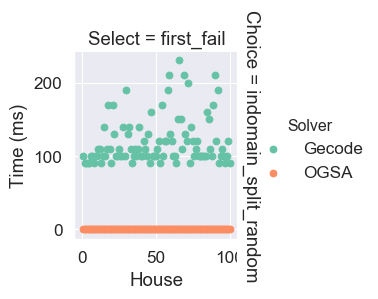 Select = first_fail
Choice = indomain_split_random
Time (ms)
200
100
0
0
50
100
House
Solver
Gecode
OGSA